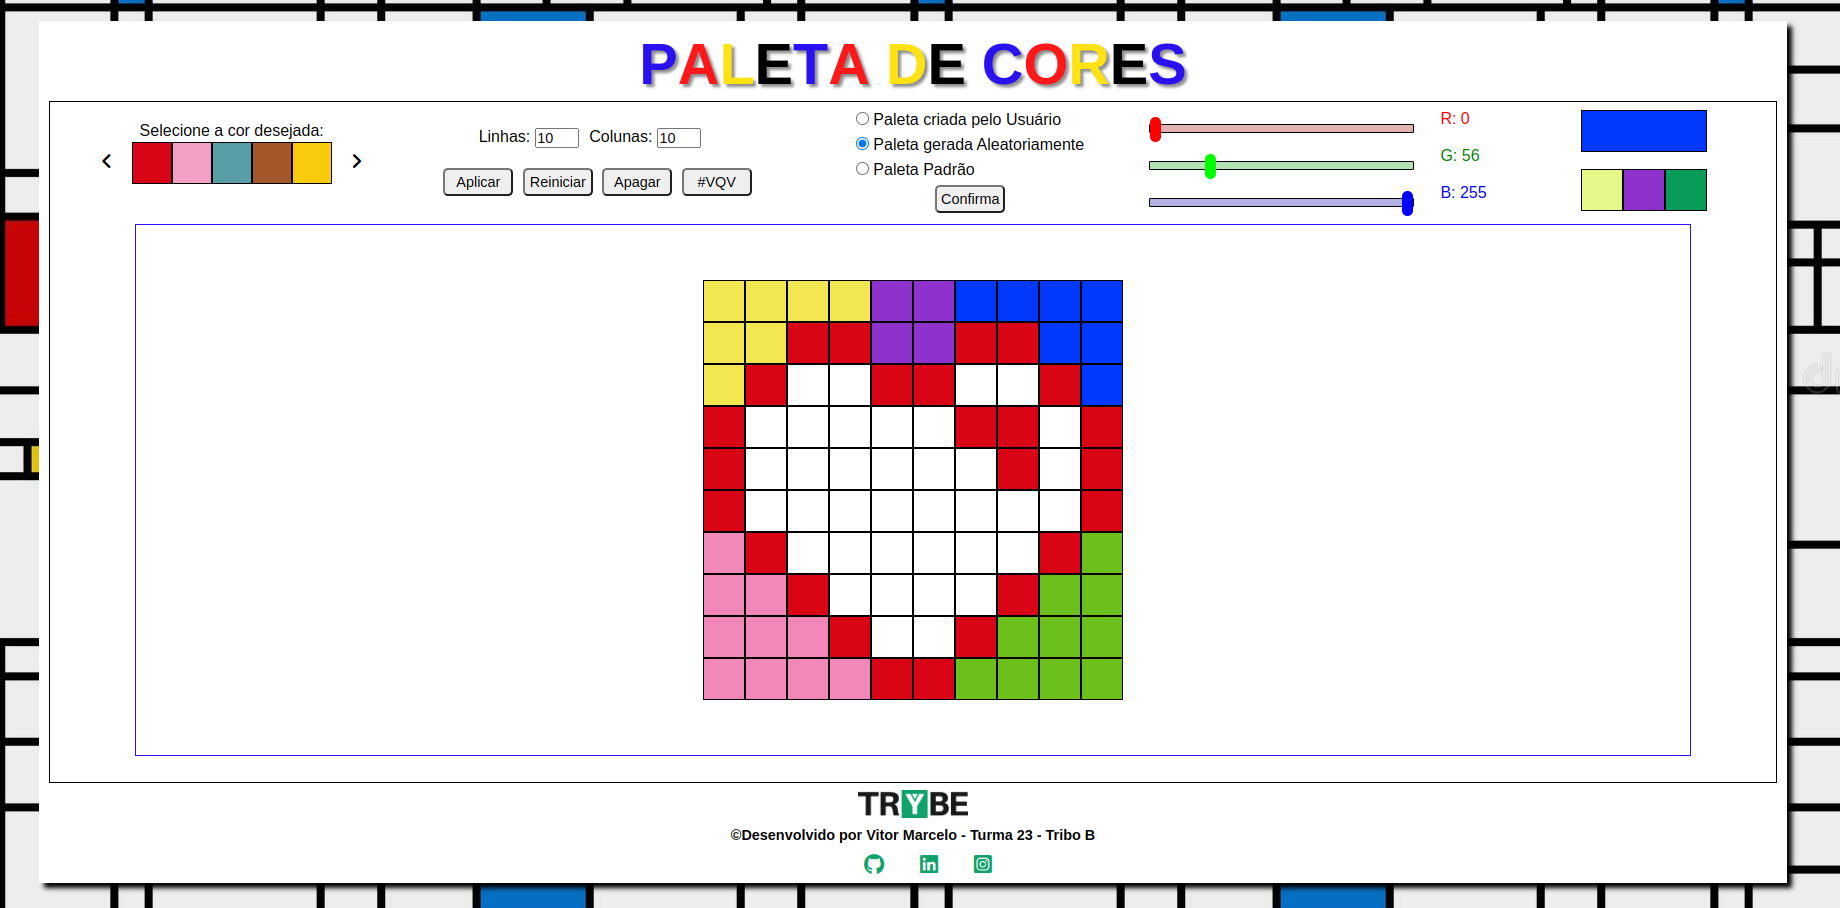 PALETA DE CORES
Selecione a cor desejada:
Linhas: 10 Colunas: 10
Aplicar Reiniciar Apagar #VQV
Paleta criada pelo Usuário
Paleta gerada Aleatoriamente
Paleta Padrão
Confirma
R: 0
G: 56
B: 255
TRYBE
©Desenvolvido por Vitor Marcelo - Turma 23 - Tribo B
in